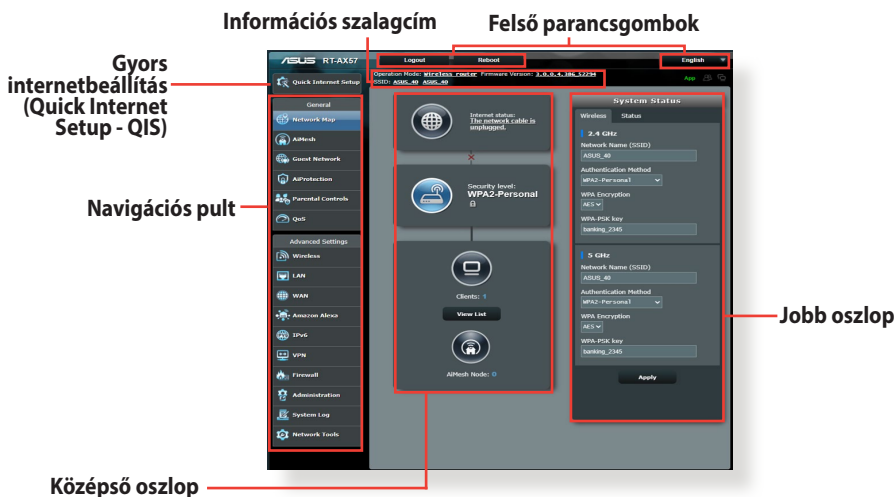 Információs szalagcím
Felső parancsgombok
Gyors
internetbeállítás
(Quick Internet
Setup - QIS)
Navigációs pult
Jobb oszlop
Középső oszlop
ASUS RT-AX57
Logout
Reboot
English
Quick Internet Setup
Operation Mode: Wireless router Firmware Version: 3.0.0.4.386_52294
SSID: ASUS_40 ASUS_40
App
General
Network Map
AiMesh
Guest Network
AiProtection
Parental Controls
QoS
Advanced Settings
Wireless
LAN
WAN
Amazon Alexa
IPv6
VPN
Firewall
Administration
System Log
Network Tools
Internet status:
The network cable is
unplugged.
Security level:
WPA2-Personal
Clients: 1
View List
AiMesh Node: 0
System Status
Wireless Status
2.4 GHz
Network Name (SSID)
ASUS_40
Authentication Method
WPA2-Personal
WPA Encryption
AES
WPA-PSK key
banking_2345
5 GHz
Network Name (SSID)
ASUS_40
Authentication Method
WPA2-Personal
WPA Encryption
AES
WPA-PSK key
banking_2345
Apply